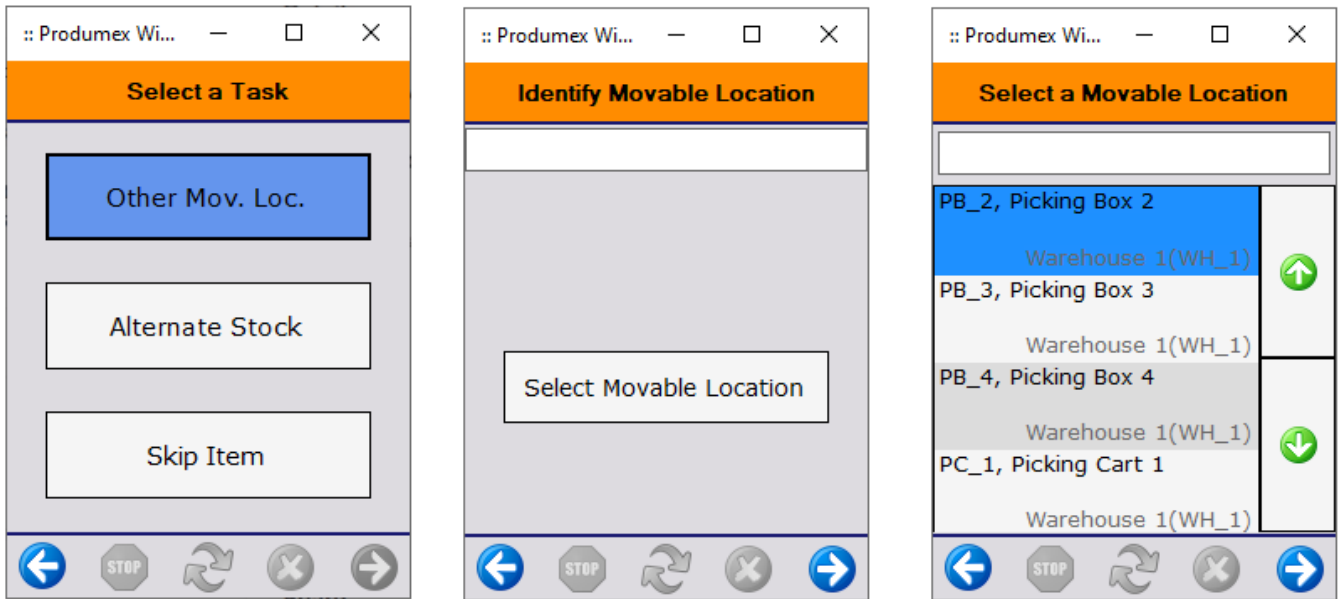 :: Produmex Wi...
Select a Task
Other Mov. Loc.
Alternate Stock
Skip Item
STOP
:: Produmex Wi...
Identify Movable Location
Select Movable Location
STOP
:: Produmex Wi...
Select a Movable Location
PB_2, Picking Box 2
Warehouse 1(WH_1)
PB_3, Picking Box 3
Warehouse 1(WH_1)
PB_4, Picking Box 4
Warehouse 1(WH_1)
PC_1, Picking Cart 1
Warehouse 1(WH_1)
STOP